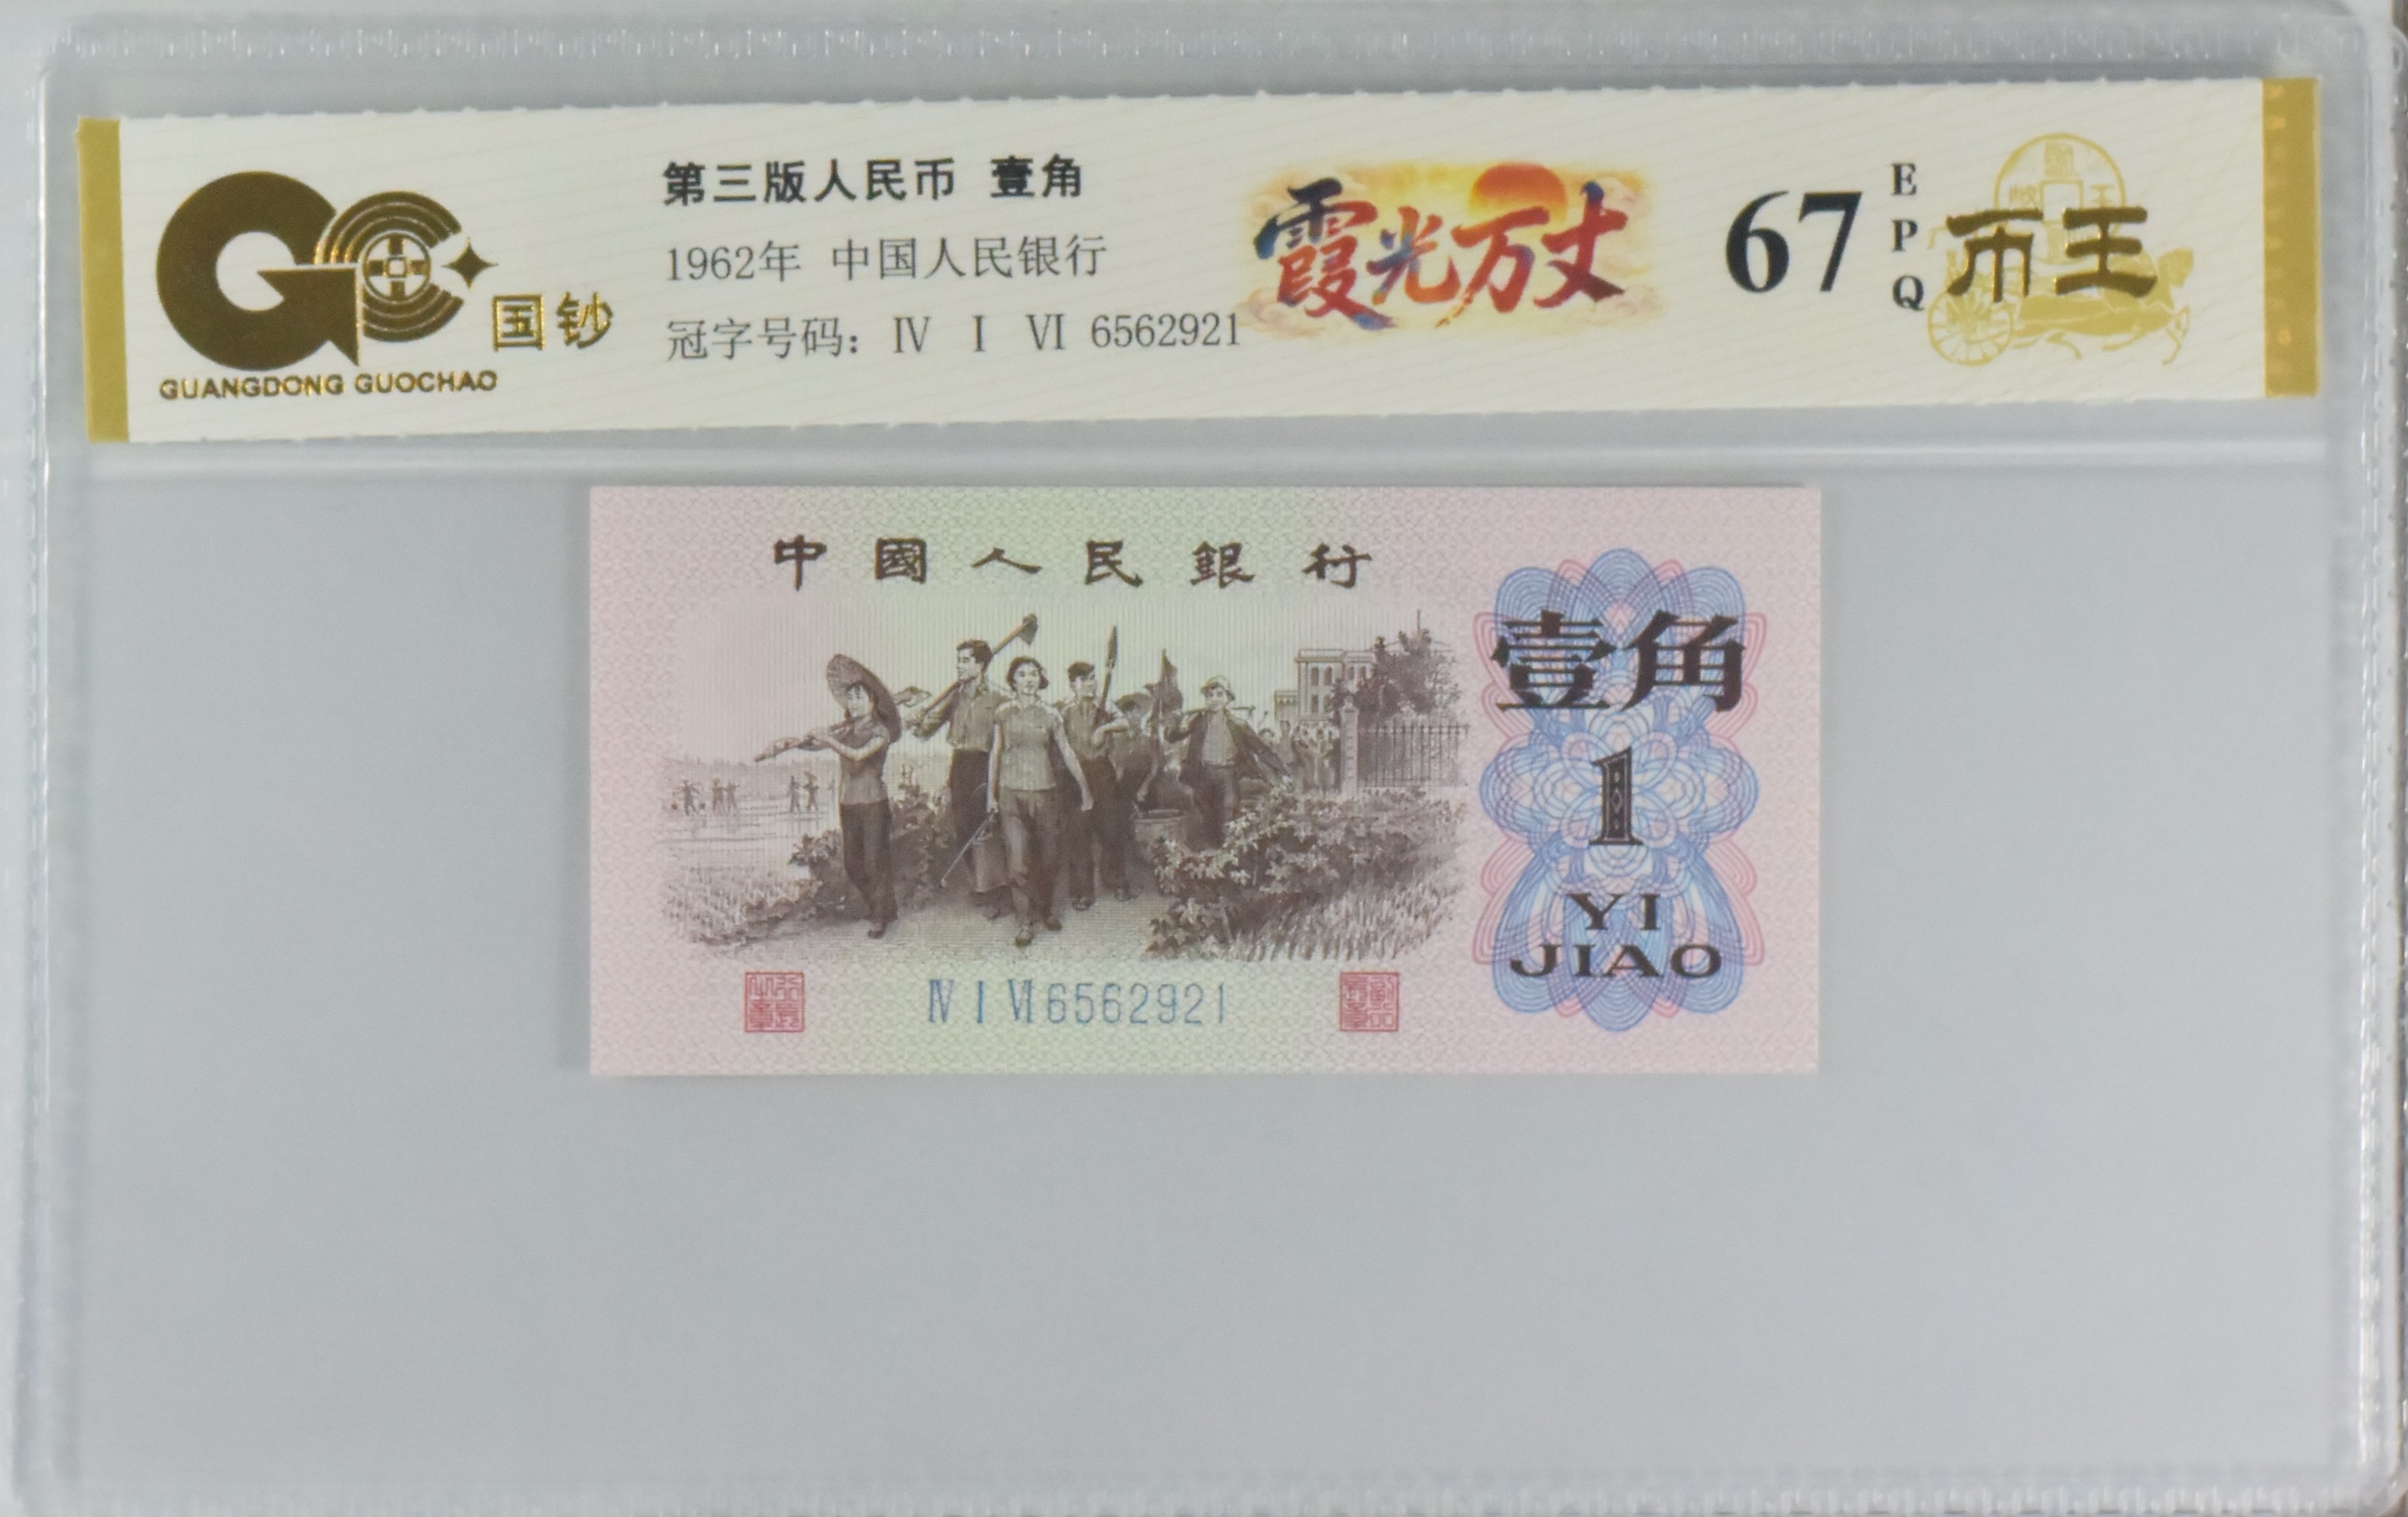 国钞
GUANGDONG GUOCHAO
第三版人民币 壹角
1962年 中国人民银行
冠字号码：Ⅳ Ⅰ Ⅵ 6562921
霞光万丈
67
EPQ
币王
中國人民銀行
壹角
1
YI
JIAO
Ⅳ Ⅰ Ⅵ 6562921